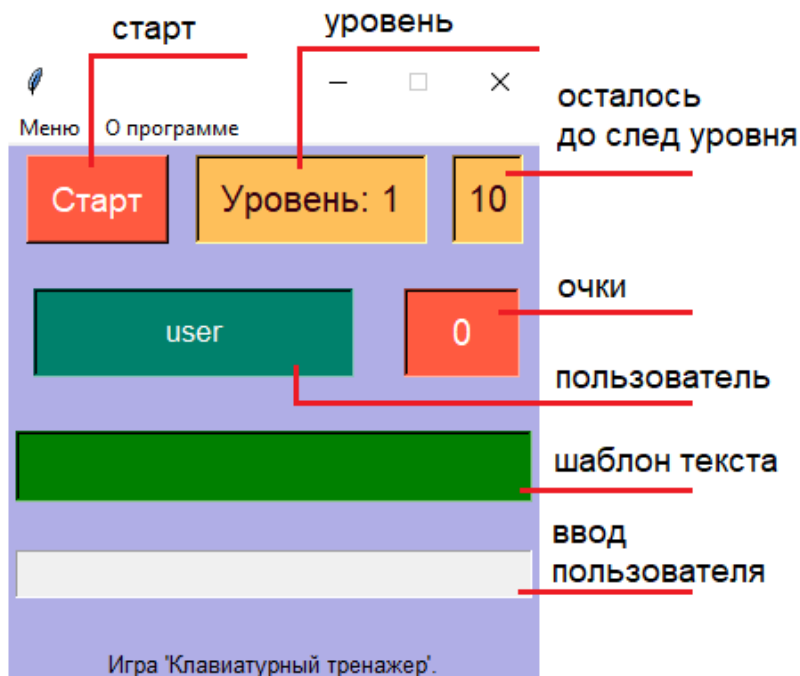 старт
уровень
Меню О программе
осталось
до след уровня
Старт
Уровень: 1
10
очки
user
0
пользователь
шаблон текста
ввод
пользователя
Игра 'Клавиатурный тренажер'.